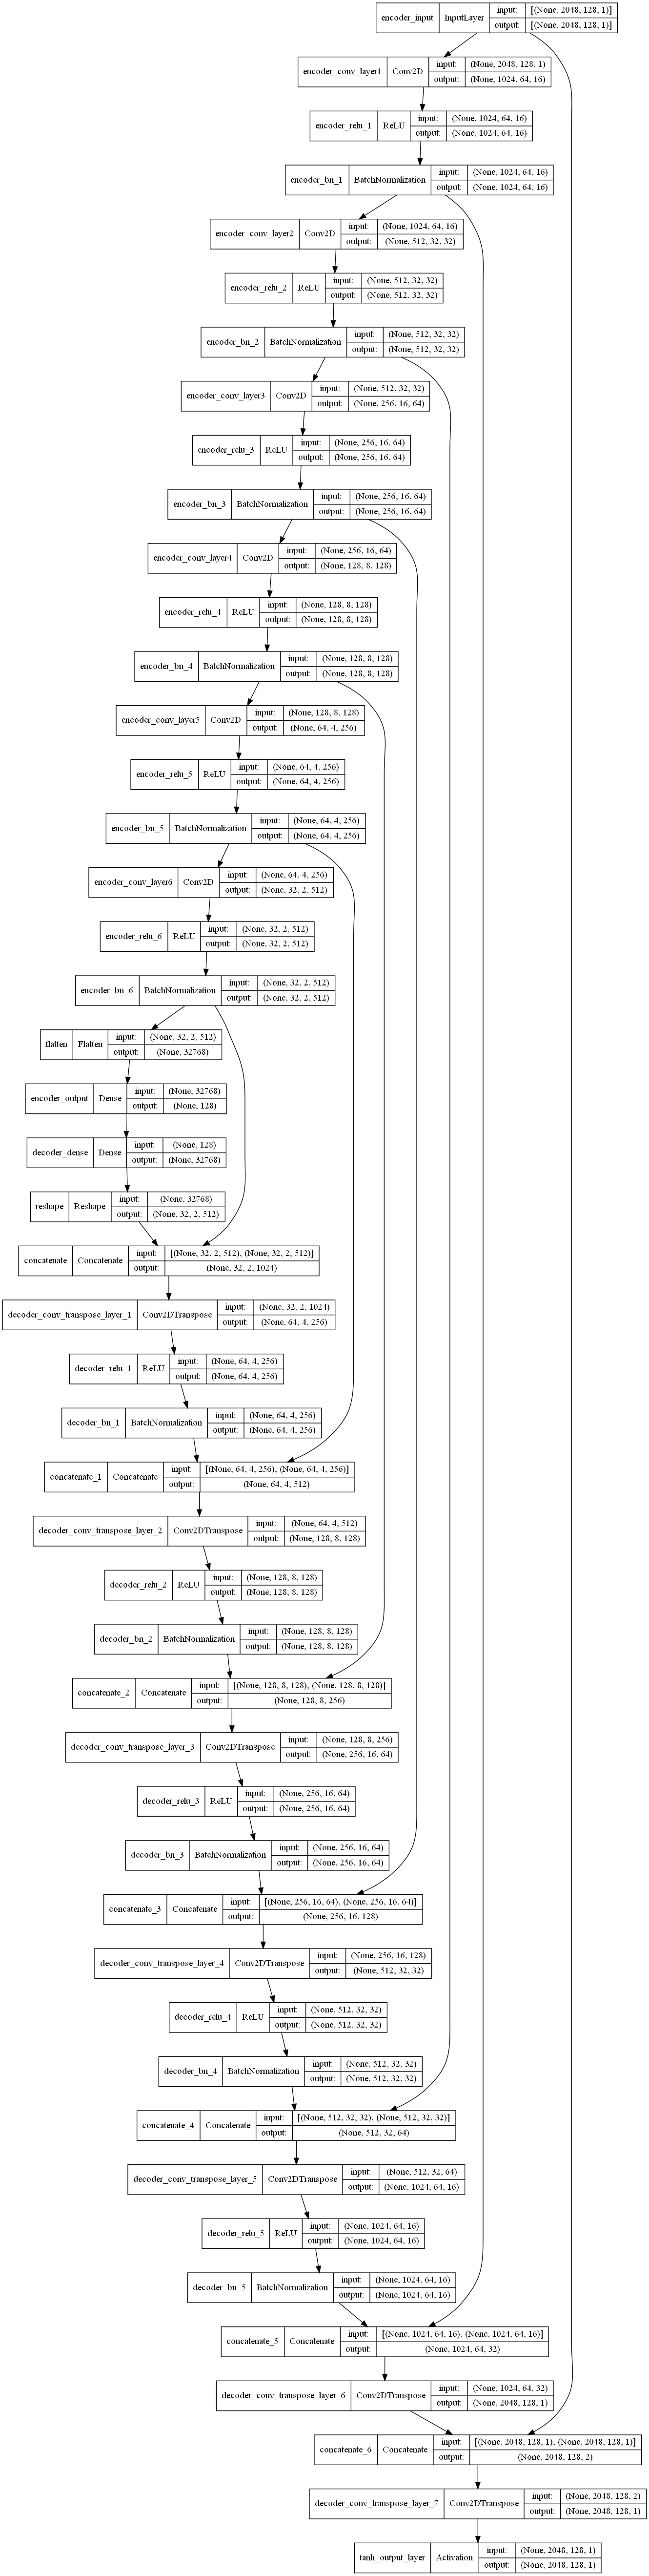 encoder_input InputLayer input: [(None, 2048, 128, 1)]
output: [(None, 2048, 128, 1)]
encoder_conv_layer1 Conv2D input: (None, 2048, 128, 1)
output: (None, 1024, 64, 16)
encoder_relu_1 ReLU input: (None, 1024, 64, 16)
output: (None, 1024, 64, 16)
encoder_bn_1 BatchNormalization input: (None, 1024, 64, 16)
output: (None, 1024, 64, 16)
encoder_conv_layer2 Conv2D input: (None, 1024, 64, 16)
output: (None, 512, 32, 32)
encoder_relu_2 ReLU input: (None, 512, 32, 32)
output: (None, 512, 32, 32)
encoder_bn_2 BatchNormalization input: (None, 512, 32, 32)
output: (None, 512, 32, 32)
encoder_conv_layer3 Conv2D input: (None, 512, 32, 32)
output: (None, 256, 16, 64)
encoder_relu_3 ReLU input: (None, 256, 16, 64)
output: (None, 256, 16, 64)
encoder_bn_3 BatchNormalization input: (None, 256, 16, 64)
output: (None, 256, 16, 64)
encoder_conv_layer4 Conv2D input: (None, 256, 16, 64)
output: (None, 128, 8, 128)
encoder_relu_4 ReLU input: (None, 128, 8, 128)
output: (None, 128, 8, 128)
encoder_bn_4 BatchNormalization input: (None, 128, 8, 128)
output: (None, 128, 8, 128)
encoder_conv_layer5 Conv2D input: (None, 128, 8, 128)
output: (None, 64, 4, 256)
encoder_relu_5 ReLU input: (None, 64, 4, 256)
output: (None, 64, 4, 256)
encoder_bn_5 BatchNormalization input: (None, 64, 4, 256)
output: (None, 64, 4, 256)
encoder_conv_layer6 Conv2D input: (None, 64, 4, 256)
output: (None, 32, 2, 512)
encoder_relu_6 ReLU input: (None, 32, 2, 512)
output: (None, 32, 2, 512)
encoder_bn_6 BatchNormalization input: (None, 32, 2, 512)
output: (None, 32, 2, 512)
flatten Flatten input: (None, 32, 2, 512)
output: (None, 32768)
encoder_output Dense input: (None, 32768)
output: (None, 128)
decoder_dense Dense input: (None, 128)
output: (None, 32768)
reshape Reshape input: (None, 32768)
output: (None, 32, 2, 512)
concatenate Concatenate input: [(None, 32, 2, 512), (None, 32, 2, 512)]
output: (None, 32, 2, 1024)
decoder_conv_transpose_layer_1 Conv2DTranspose input: (None, 32, 2, 1024)
output: (None, 64, 4, 256)
decoder_relu_1 ReLU input: (None, 64, 4, 256)
output: (None, 64, 4, 256)
decoder_bn_1 BatchNormalization input: (None, 64, 4, 256)
output: (None, 64, 4, 256)
concatenate_1 Concatenate input: [(None, 64, 4, 256), (None, 64, 4, 256)]
output: (None, 64, 4, 512)
decoder_conv_transpose_layer_2 Conv2DTranspose input: (None, 64, 4, 512)
output: (None, 128, 8, 128)
decoder_relu_2 ReLU input: (None, 128, 8, 128)
output: (None, 128, 8, 128)
decoder_bn_2 BatchNormalization input: (None, 128, 8, 128)
output: (None, 128, 8, 128)
concatenate_2 Concatenate input: [(None, 128, 8, 128), (None, 128, 8, 128)]
output: (None, 128, 8, 256)
decoder_conv_transpose_layer_3 Conv2DTranspose input: (None, 128, 8, 256)
output: (None, 256, 16, 64)
decoder_relu_3 ReLU input: (None, 256, 16, 64)
output: (None, 256, 16, 64)
decoder_bn_3 BatchNormalization input: (None, 256, 16, 64)
output: (None, 256, 16, 64)
concatenate_3 Concatenate input: [(None, 256, 16, 64), (None, 256, 16, 64)]
output: (None, 256, 16, 128)
decoder_conv_transpose_layer_4 Conv2DTranspose input: (None, 256, 16, 128)
output: (None, 512, 32, 32)
decoder_relu_4 ReLU input: (None, 512, 32, 32)
output: (None, 512, 32, 32)
decoder_bn_4 BatchNormalization input: (None, 512, 32, 32)
output: (None, 512, 32, 32)
concatenate_4 Concatenate input: [(None, 512, 32, 32), (None, 512, 32, 32)]
output: (None, 512, 32, 64)
decoder_conv_transpose_layer_5 Conv2DTranspose input: (None, 512, 32, 64)
output: (None, 1024, 64, 16)
decoder_relu_5 ReLU input: (None, 1024, 64, 16)
output: (None, 1024, 64, 16)
decoder_bn_5 BatchNormalization input: (None, 1024, 64, 16)
output: (None, 1024, 64, 16)
concatenate_5 Concatenate input: [(None, 1024, 64, 16), (None, 1024, 64, 16)]
output: (None, 1024, 64, 32)
decoder_conv_transpose_layer_6 Conv2DTranspose input: (None, 1024, 64, 32)
output: (None, 2048, 128, 1)
concatenate_6 Concatenate input: [(None, 2048, 128, 1), (None, 2048, 128, 1)]
output: (None, 2048, 128, 2)
decoder_conv_transpose_layer_7 Conv2DTranspose input: (None, 2048, 128, 2)
output: (None, 2048, 128, 1)
tanh_output_layer Activation input: (None, 2048, 128, 1)
output: (None, 2048, 128, 1)